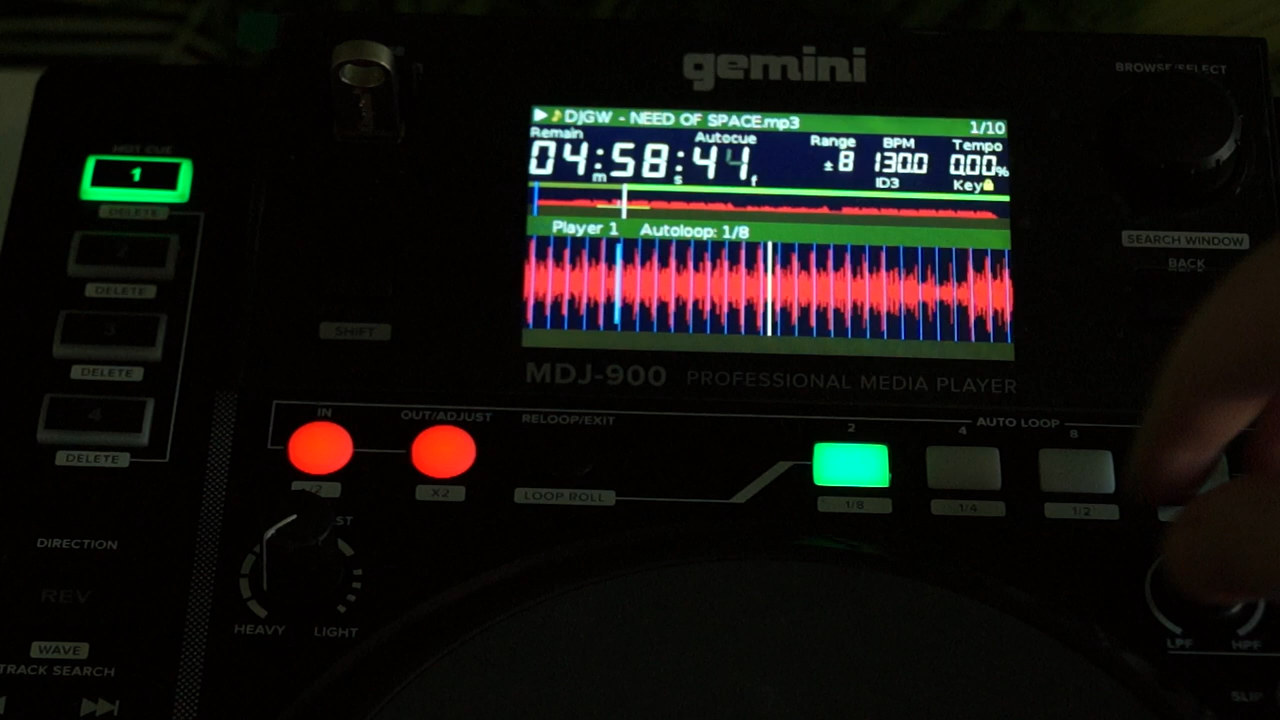 gemini
BROWSE/SELECT
DJGW - NEED OF SPACE.mp3 1/10
Remain Autocue Range BPM Tempo
04:58:44 ±8 130.0 0.00%
m s f ID3 Key
Player 1 Autoloop: 1/8
HOT CUE
1
DELETE
2
DELETE
3
DELETE
4
DELETE
SHIFT
SEARCH WINDOW
BACK
MDJ-900 PROFESSIONAL MEDIA PLAYER
IN OUT/ADJUST RELOOP/EXIT AUTO LOOP
2 4 8
X2 LOOP ROLL 1/8 1/4 1/2
HEAVY LIGHT
DIRECTION
REV
WAVE
TRACK SEARCH
LPF HPF
SLIP